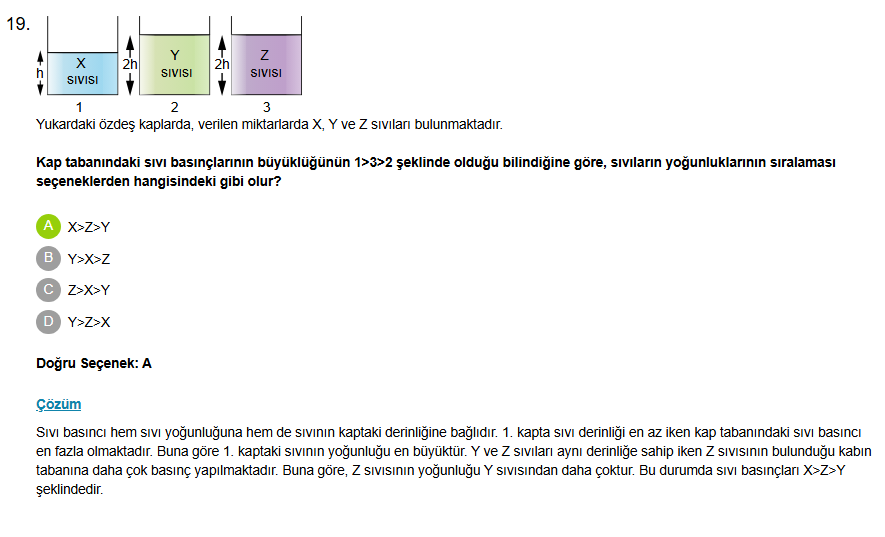 19.
h
X
SIVISI
2h
Y
SIVISI
2h
Z
SIVISI
1
2
3
Yukardaki özdeş kaplarda, verilen miktarlarda X, Y ve Z sıvıları bulunmaktadır.
Kap tabanındaki sıvı basınçlarının büyüklüğünün 1>3>2 şeklinde olduğu bilindiğine göre, sıvıların yoğunluklarının sıralaması
seçeneklerden hangisindeki gibi olur?
A X>Z>Y
B Y>X>Z
C Z>X>Y
D Y>Z>X
Doğru Seçenek: A
Çözüm
Sıvı basıncı hem sıvı yoğunluğuna hem de sıvının kaptaki derinliğine bağlıdır. 1. kapta sıvı derinliği en az iken kap tabanındaki sıvı basıncı
en fazla olmaktadır. Buna göre 1. kaptaki sıvının yoğunluğu en büyüktür. Y ve Z sıvıları aynı derinliğe sahip iken Z sıvısının bulunduğu kabın
tabanına daha çok basınç yapılmaktadır. Buna göre, Z sıvısının yoğunluğu Y sıvısından daha çoktur. Bu durumda sıvı basınçları X>Z>Y
şeklindedir.